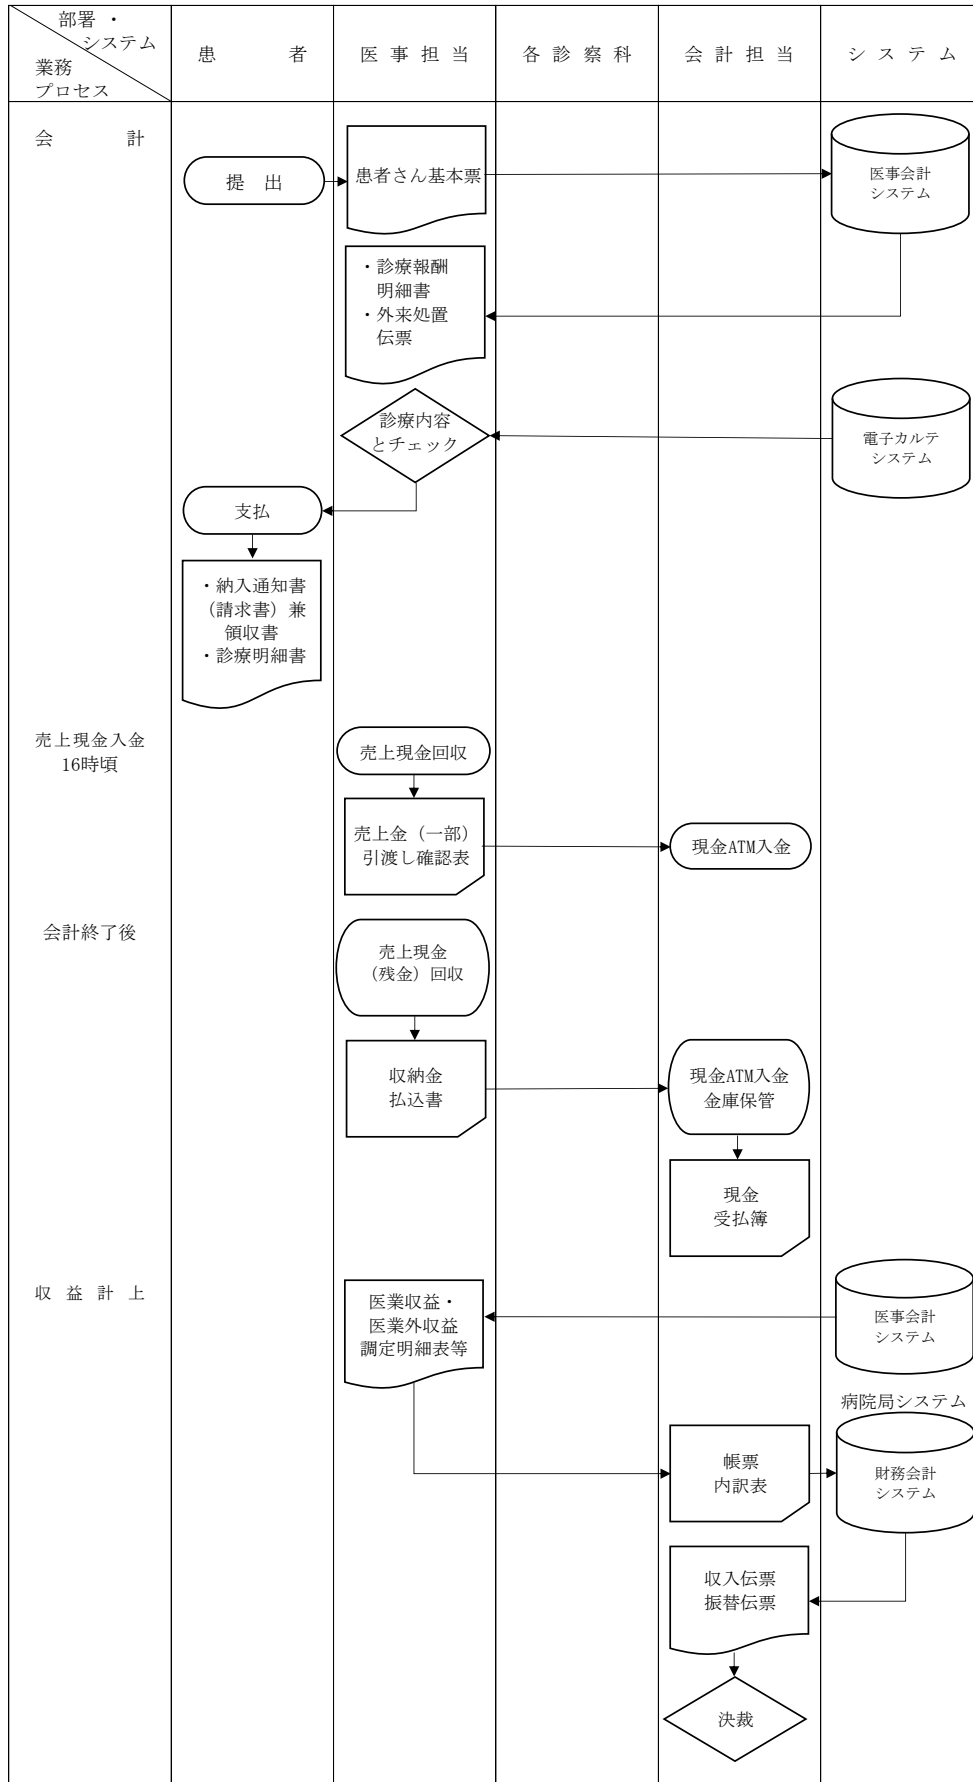 部署・
システム
業務
プロセス
患者
医事担当
各診察科
会計担当
システム
会計
提出
患者さん基本票
医事会計
システム
・診療報酬
明細書
・外来処置
伝票
診療内容
とチェック
電子カルテ
システム
支払
・納入通知書
（請求書）兼
領収書
・診療明細書
売上現金入金
16時頃
売上現金回収
売上金（一部）
引渡し確認表
現金ATM入金
会計終了後
売上現金
（残金）回収
収納金
払込書
現金ATM入金
金庫保管
現金
受払簿
収益計上
医業収益・
医業外収益
調定明細表等
医事会計
システム
病院局システム
帳票
内訳表
財務会計
システム
収入伝票
振替伝票
決裁